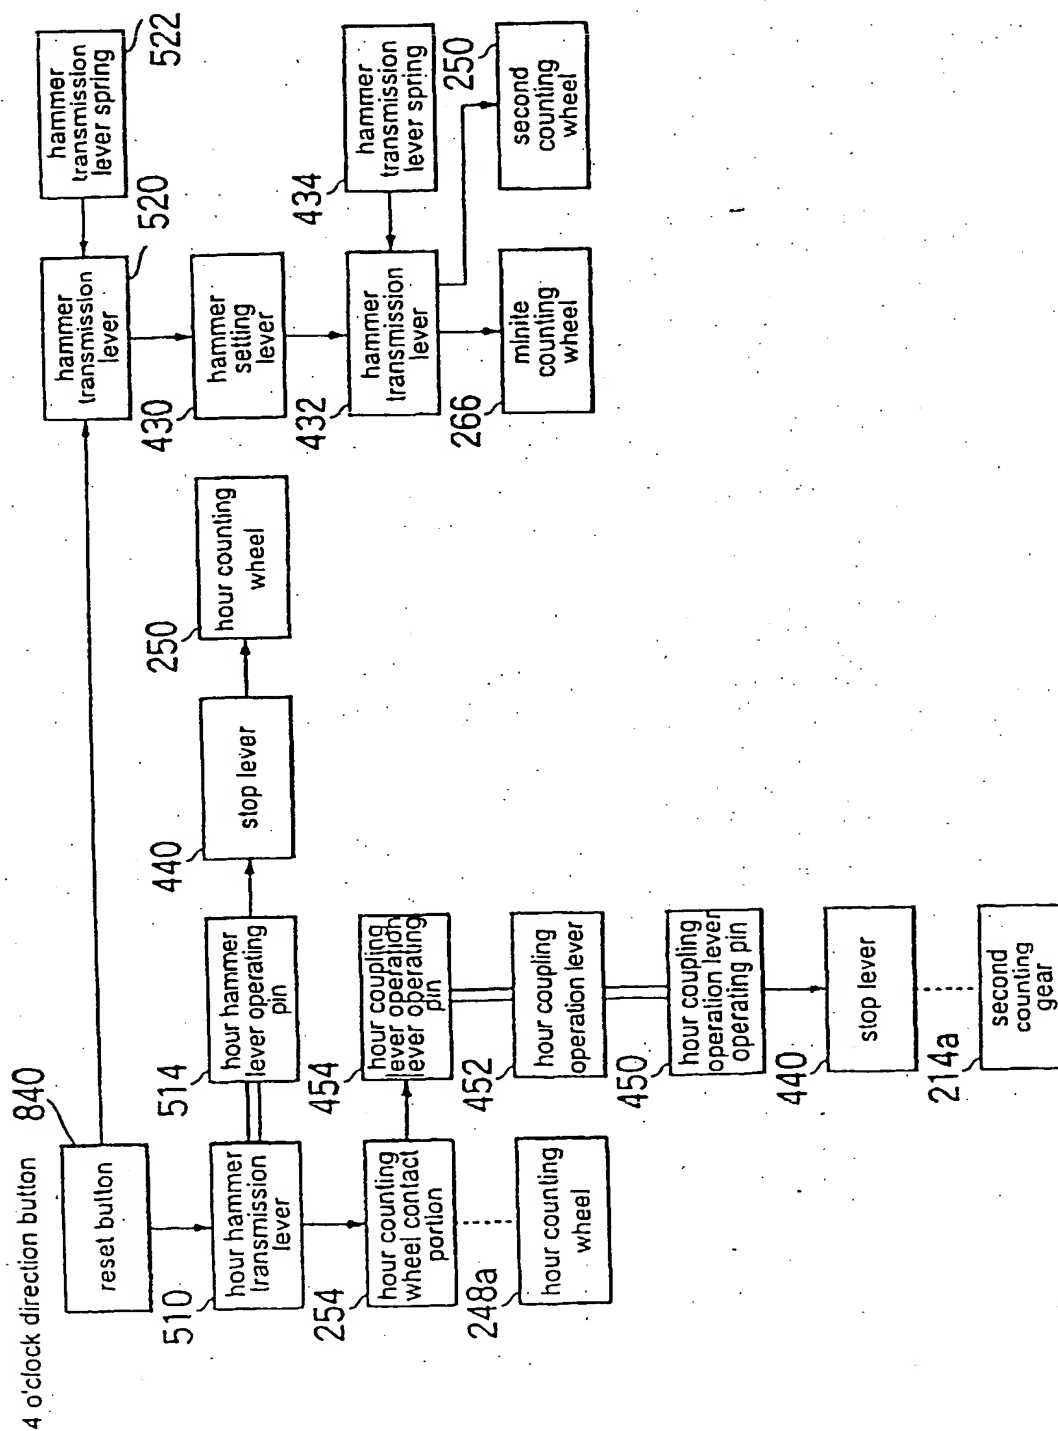 4 o'clock direction button
840
reset button
510
hour hammer
transmission
lever
254
hour counting
wheel contact
portion
248a
hour counting
wheel
514
hour hammer
lever operating
pin
454
hour coupling
lever operation
lever operating
pin
452
hour coupling
operation lever
450
hour coupling
operation lever
operating pin
440
stop lever
214a
second
counting
gear
440
stop lever
250
hour counting
wheel
520
hammer
transmission
lever
522
hammer
transmission
lever spring
430
hammer
setting
lever
432
hammer
transmission
lever
434
hammer
transmission
lever spring
266
mInite
counting
wheel
250
second
counting
wheel